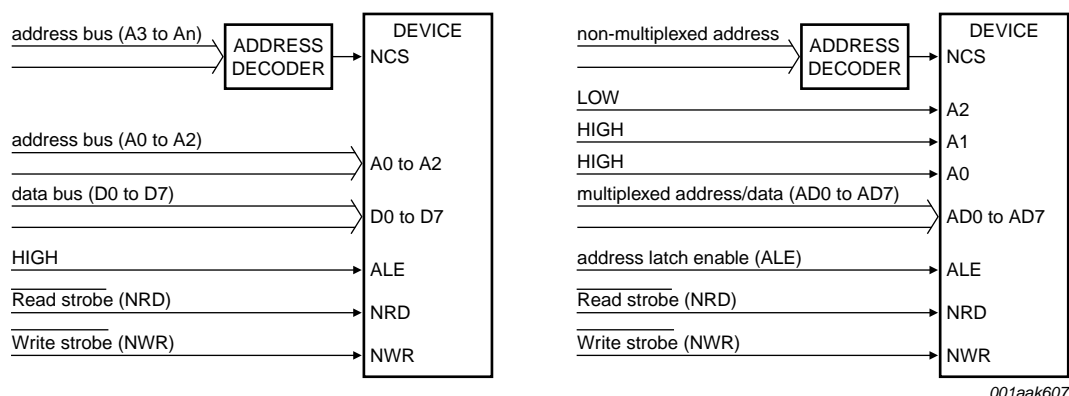 address bus (A3 to An)
ADDRESS
DECODER
DEVICE
NCS
address bus (A0 to A2)
A0 to A2
data bus (D0 to D7)
D0 to D7
HIGH
ALE
Read strobe (NRD)
NRD
Write strobe (NWR)
NWR
non-multiplexed address
ADDRESS
DECODER
DEVICE
NCS
LOW
A2
HIGH
A1
HIGH
A0
multiplexed address/data (AD0 to AD7)
AD0 to AD7
address latch enable (ALE)
ALE
Read strobe (NRD)
NRD
Write strobe (NWR)
NWR
001aak607